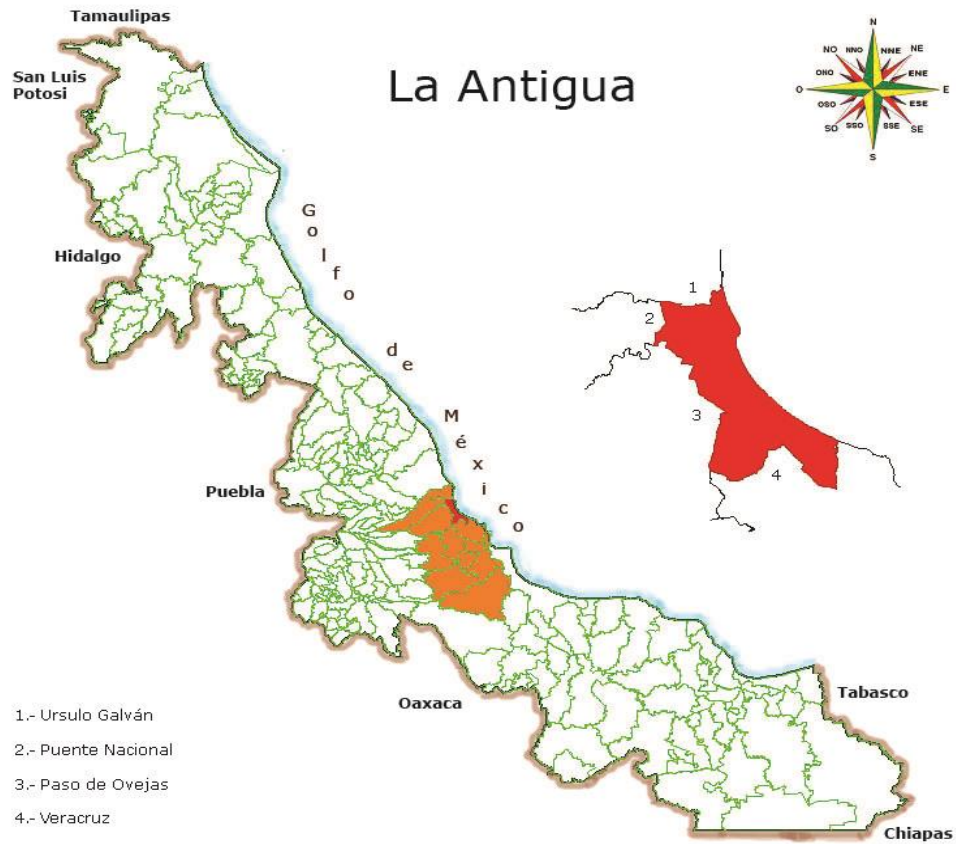 Tamaulipas
San Luis
Potosi
La Antigua
N
NNO
NNE
NO
NE
ONO
ENE
O
E
OSO
ESE
SO
SSO
SSE
SE
S
Golfo de México
Hidalgo
1
2
3
4
Puebla
Oaxaca
Tabasco
Chiapas
1.- Ursulo Galván
2.- Puente Nacional
3.- Paso de Ovejas
4.- Veracruz